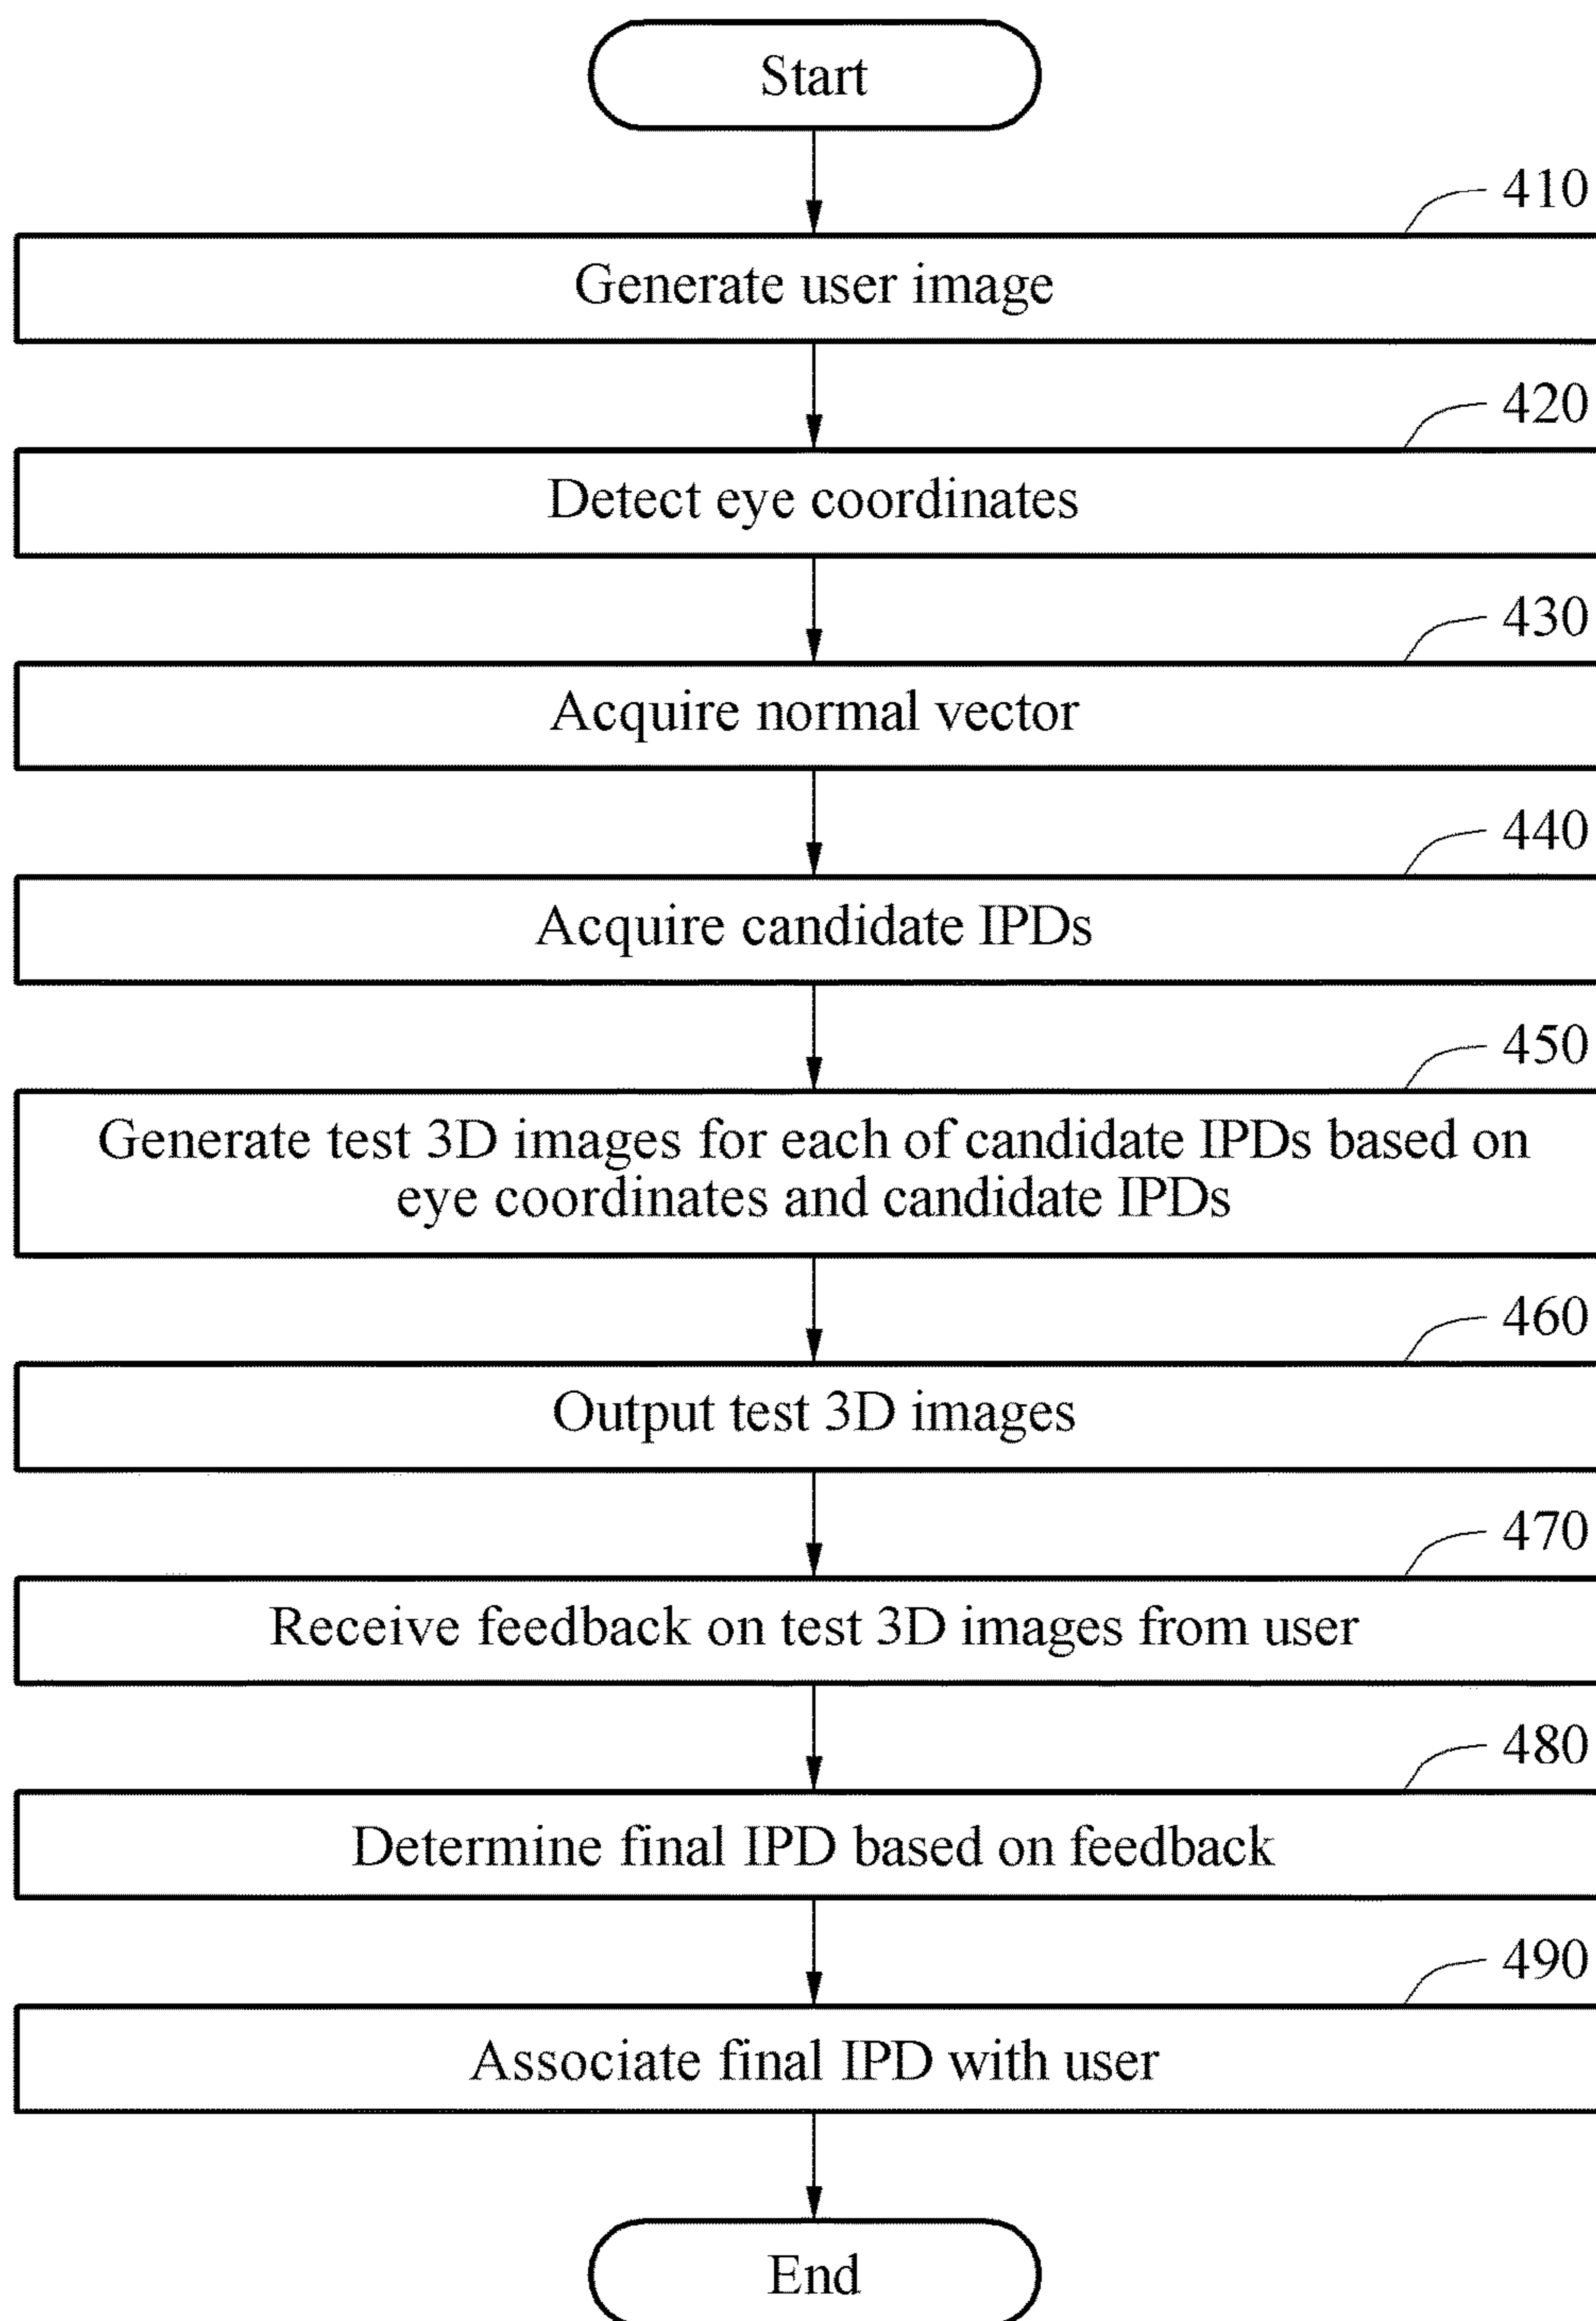 Start
410
Generate user image
420
Detect eye coordinates
430
Acquire normal vector
440
Acquire candidate IPDs
450
Generate test 3D images for each of candidate IPDs based on
eye coordinates and candidate IPDs
460
Output test 3D images
470
Receive feedback on test 3D images from user
480
Determine final IPD based on feedback
490
Associate final IPD with user
End